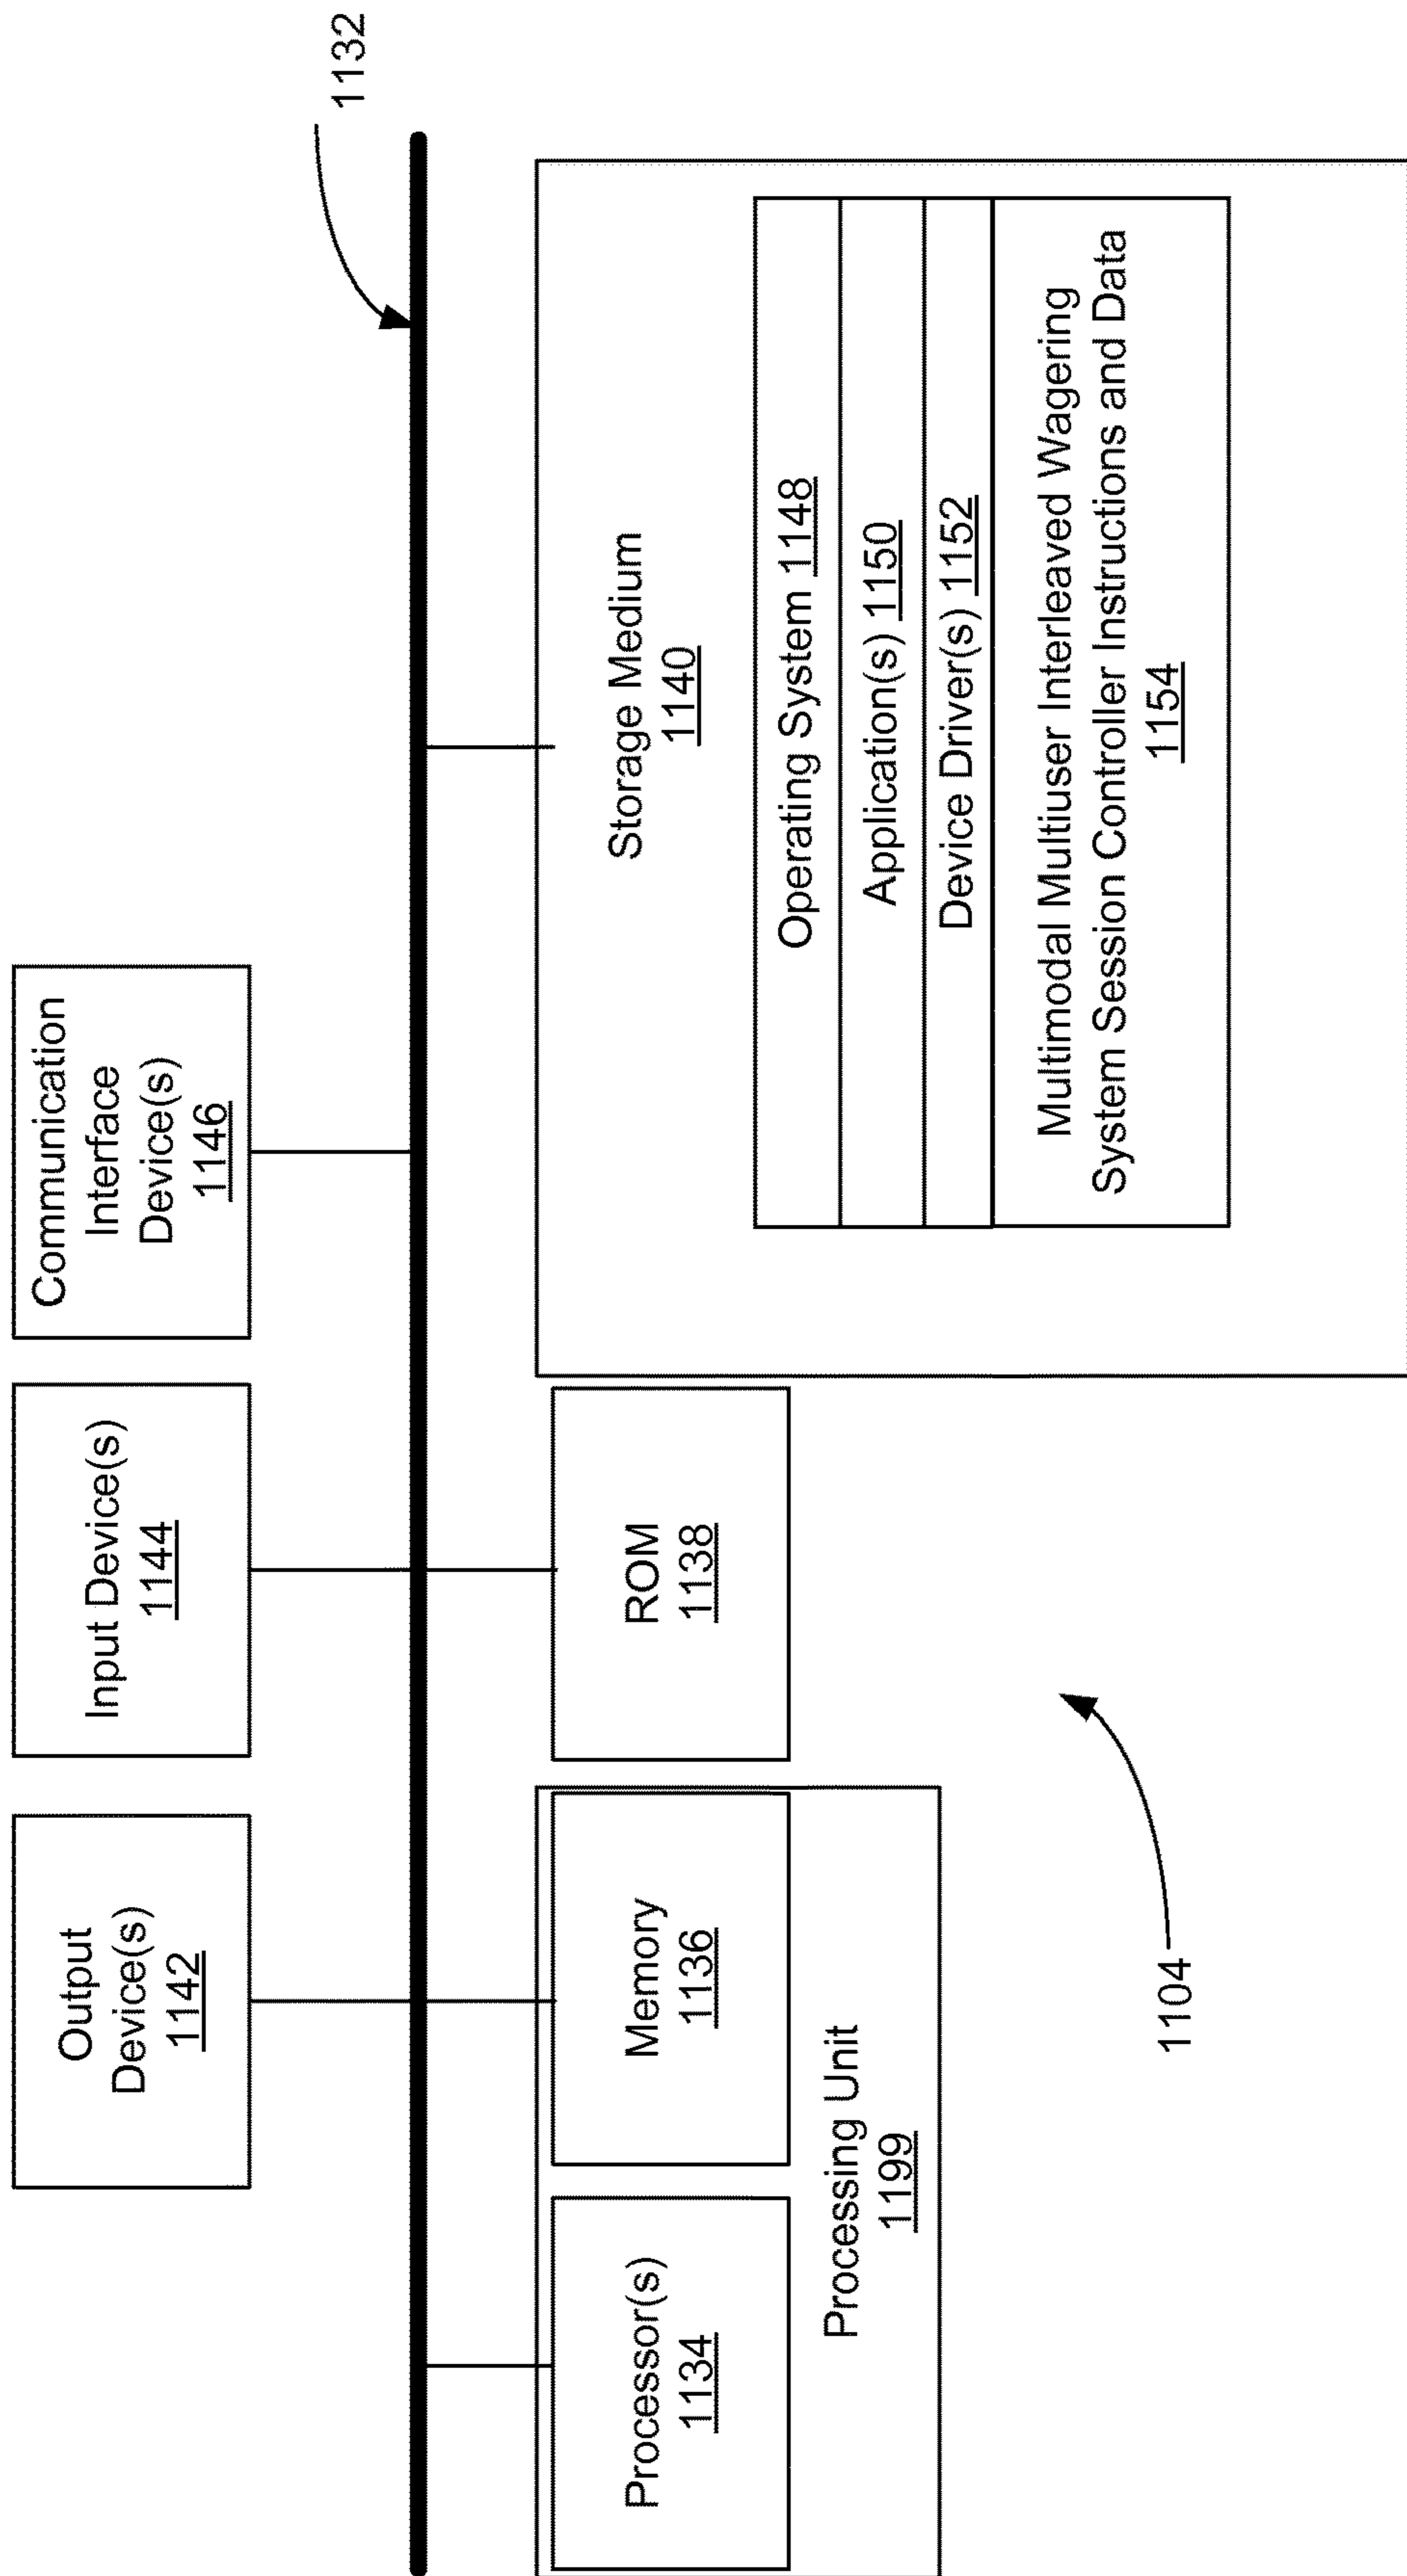 1132
Output
Device(s)
1142
Input Device(s)
1144
Communication
Interface
Device(s)
1146
Processor(s)
1134
Memory
1136
Processing Unit
1199
ROM
1138
Storage Medium
1140
Operating System 1148
Application(s) 1150
Device Driver(s) 1152
Multimodal Multiuser Interleaved Wagering
System Session Controller Instructions and Data
1154
1104